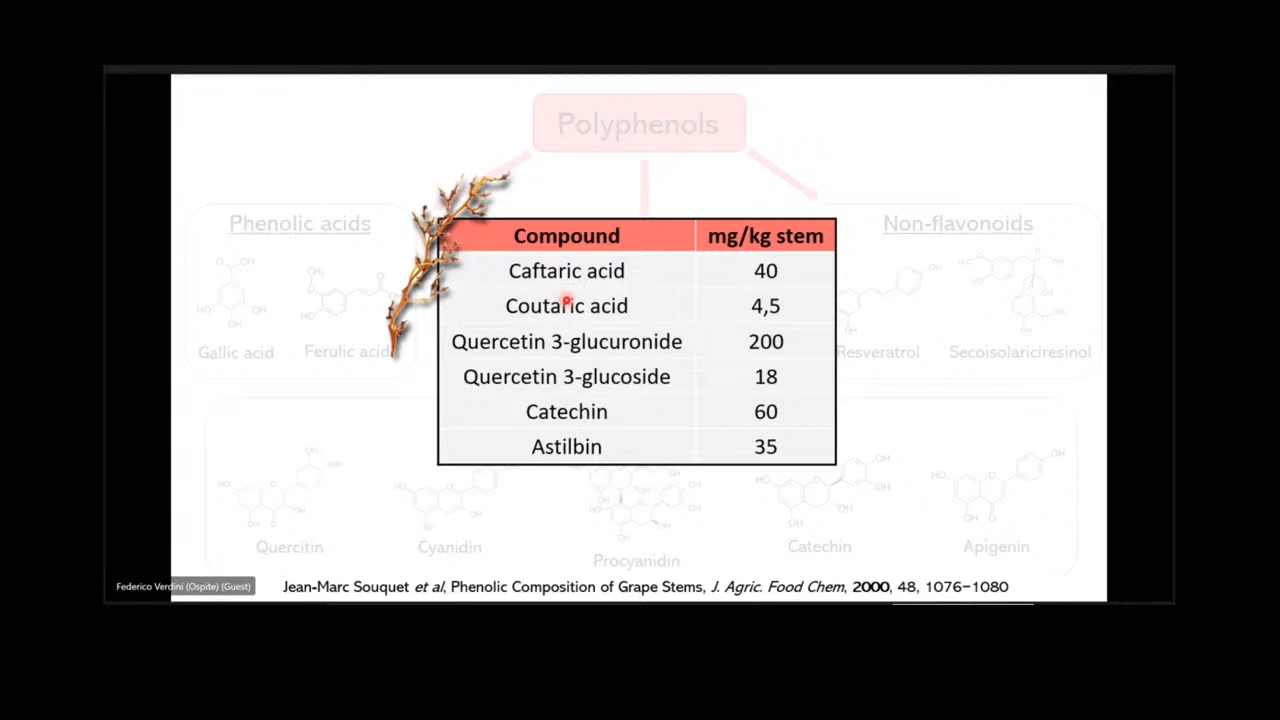 Polyphenols
Phenolic acids
Non-flavonoids
Compound mg/kg stem
Caftaric acid 40
Coutaric acid 4,5
Quercetin 3-glucuronide 200
Quercetin 3-glucoside 18
Catechin 60
Astilbin 35
Gallic acid
Ferulic acid
Resveratrol
Secoisolariciresinol
Quercitin
Cyanidin
Procyanidin
Catechin
Apigenin
Federico Verdini (Ospite) (Guest)
Jean-Marc Souquet et al, Phenolic Composition of Grape Stems, J. Agric. Food Chem, 2000, 48, 1076−1080